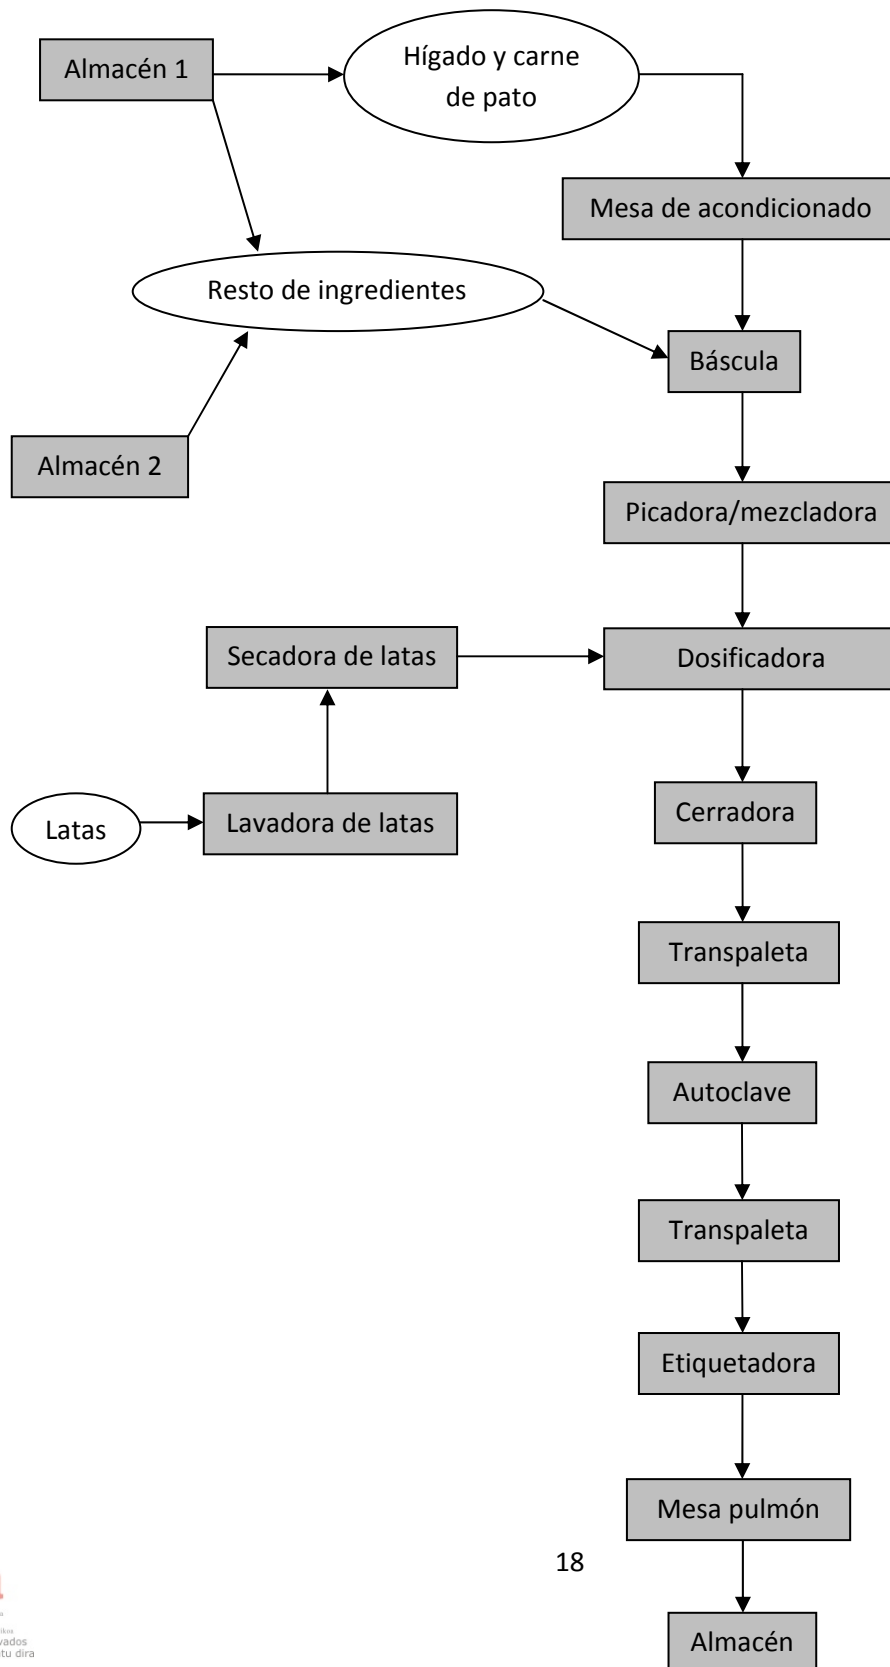 Almacén 1
Hígado y carne
de pato
Mesa de acondicionado
Resto de ingredientes
Báscula
Almacén 2
Picadora/mezcladora
Secadora de latas
Dosificadora
Latas
Lavadora de latas
Cerradora
Transpaleta
Autoclave
Transpaleta
Etiquetadora
Mesa pulmón
18
Almacén